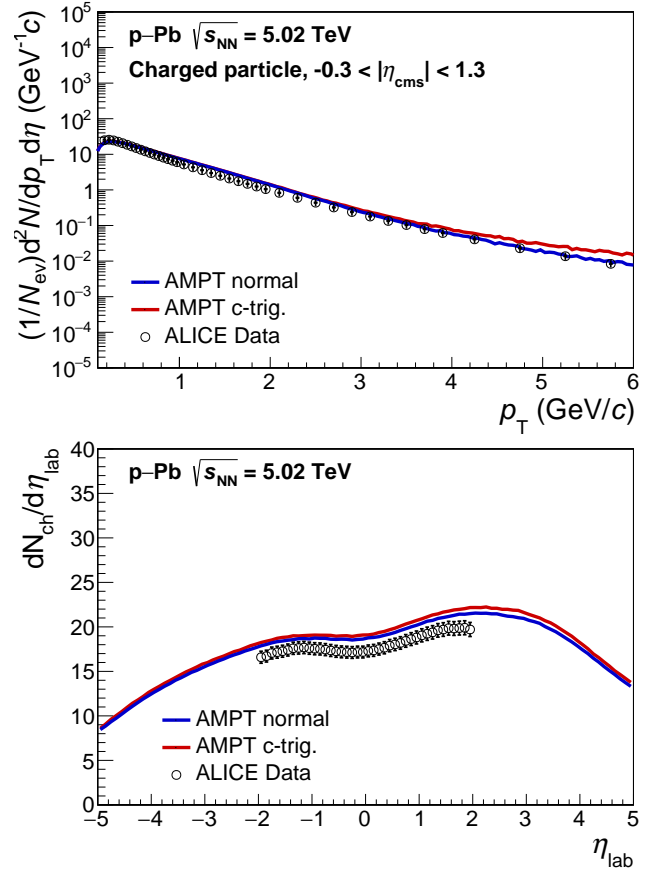 p–Pb √sNN = 5.02 TeV
Charged particle, -0.3 < |ηcms| < 1.3
(1/Nev)d²N/dpTdη (GeV⁻¹c)
10⁵
10⁴
10³
10²
10
1
10⁻¹
10⁻²
10⁻³
10⁻⁴
10⁻⁵
AMPT normal
AMPT c-trig.
ALICE Data
1 2 3 4 5 6
pT (GeV/c)
p–Pb √sNN = 5.02 TeV
dNch/dηlab
40
35
30
25
20
15
10
5
0
AMPT normal
AMPT c-trig.
ALICE Data
−5 −4 −3 −2 −1 0 1 2 3 4 5
ηlab